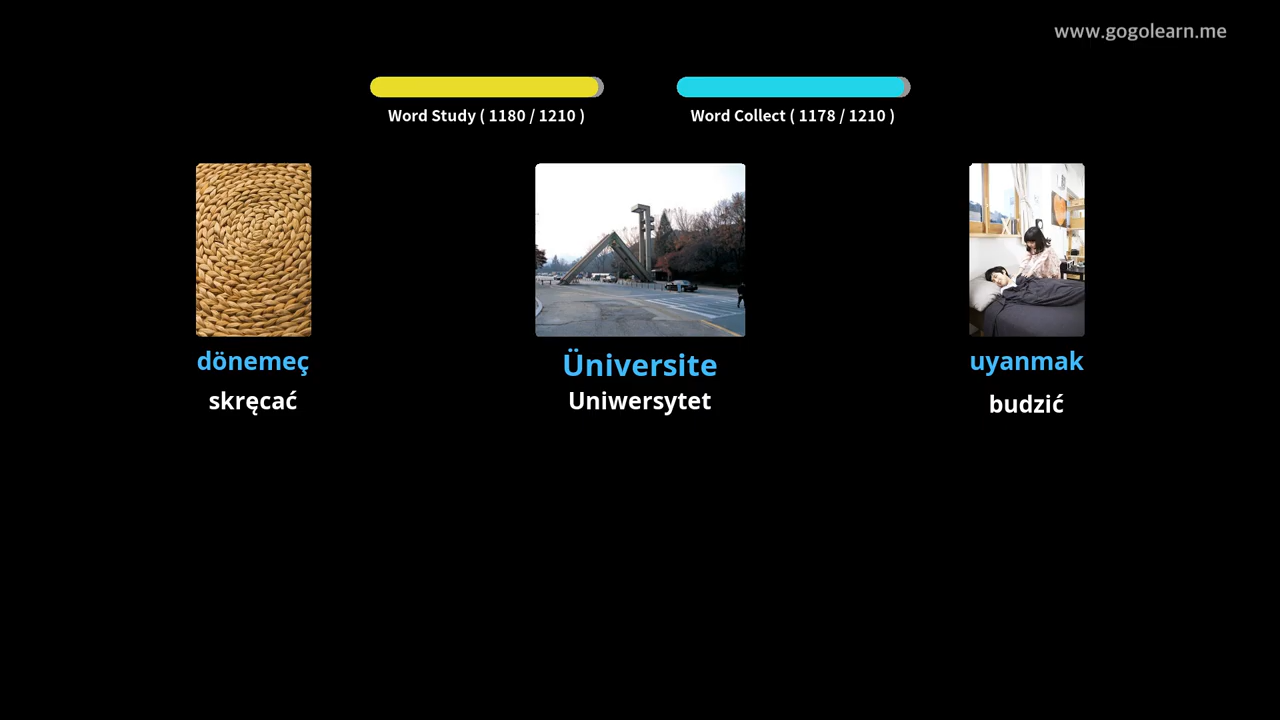 www.gogolearn.me
Word Study ( 1180 / 1210 )
Word Collect ( 1178 / 1210 )
dönemeç
skręcać
Üniversite
Uniwersytet
uyanmak
budzić